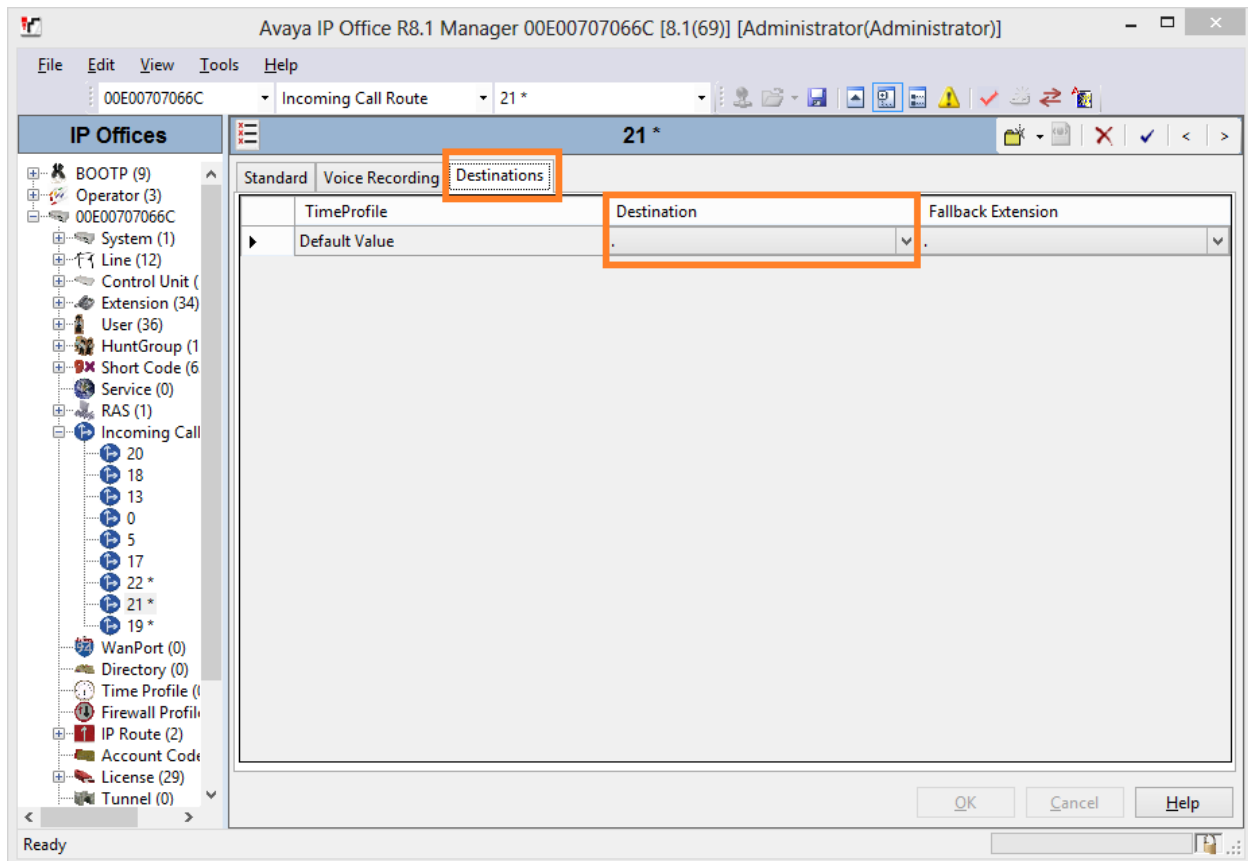 Avaya IP Office R8.1 Manager 00E00707066C [8.1(69)] [Administrator(Administrator)]
File Edit View Tools Help
00E00707066C Incoming Call Route 21 *
IP Offices
21 *
BOOTP (9)
Operator (3)
00E00707066C
System (1)
Line (12)
Control Unit (
Extension (34)
User (36)
HuntGroup (1
Short Code (6
Service (0)
RAS (1)
Incoming Call
20
18
13
0
5
17
22 *
21 *
19 *
WanPort (0)
Directory (0)
Time Profile (
Firewall Profil
IP Route (2)
Account Code
License (29)
Tunnel (0)
Standard Voice Recording Destinations
TimeProfile Destination Fallback Extension
Default Value . .
OK Cancel Help
Ready